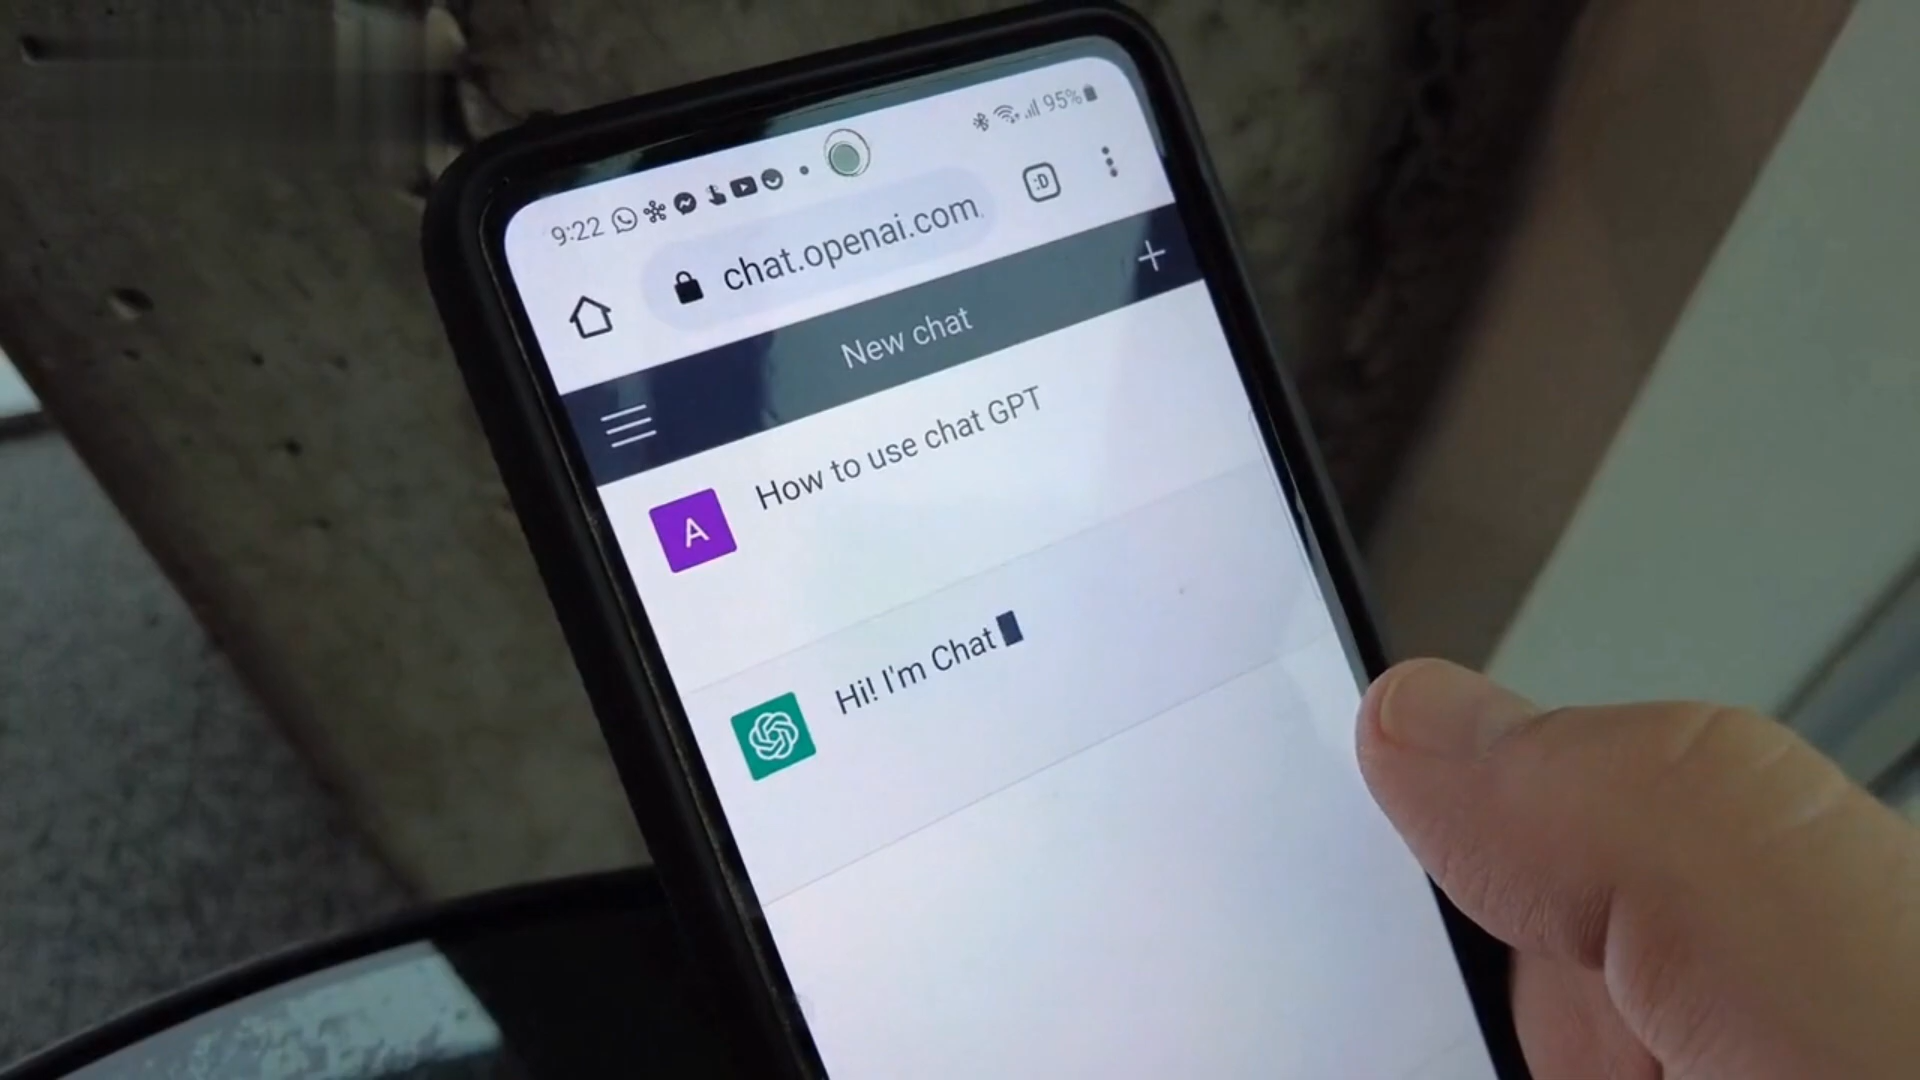 9:22 95%
chat.openai.com
:D
New chat
How to use chat GPT
A
Hi! I'm Chat